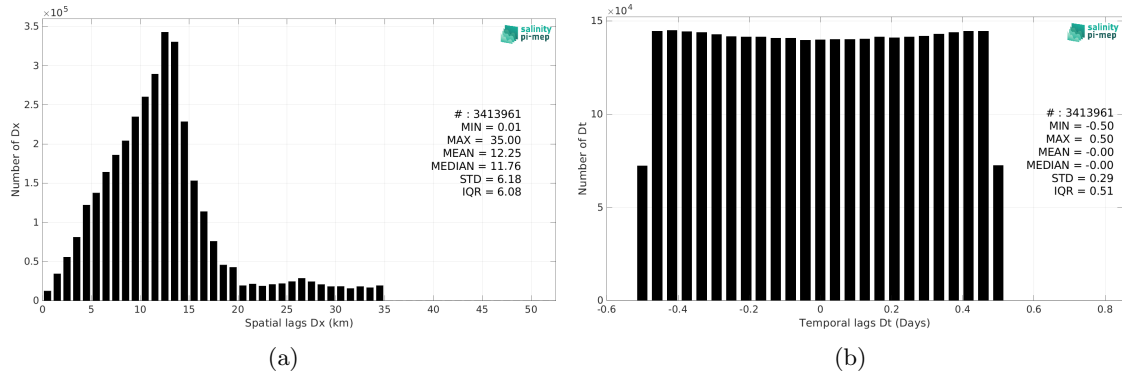 ×10⁵
3.5
3
2.5
2
1.5
1
0.5
0
Number of Dx
salinity
pi-mep
# : 3413961
MIN = 0.01
MAX = 35.00
MEAN = 12.25
MEDIAN = 11.76
STD = 6.18
IQR = 6.08
0 5 10 15 20 25 30 35 40 45 50
Spatial lags Dx (km)
(a)
×10⁴
15
10
5
0
Number of Dt
salinity
pi-mep
# : 3413961
MIN = -0.50
MAX = 0.50
MEAN = -0.00
MEDIAN = -0.00
STD = 0.29
IQR = 0.51
-0.6 -0.4 -0.2 0 0.2 0.4 0.6 0.8
Temporal lags Dt (Days)
(b)